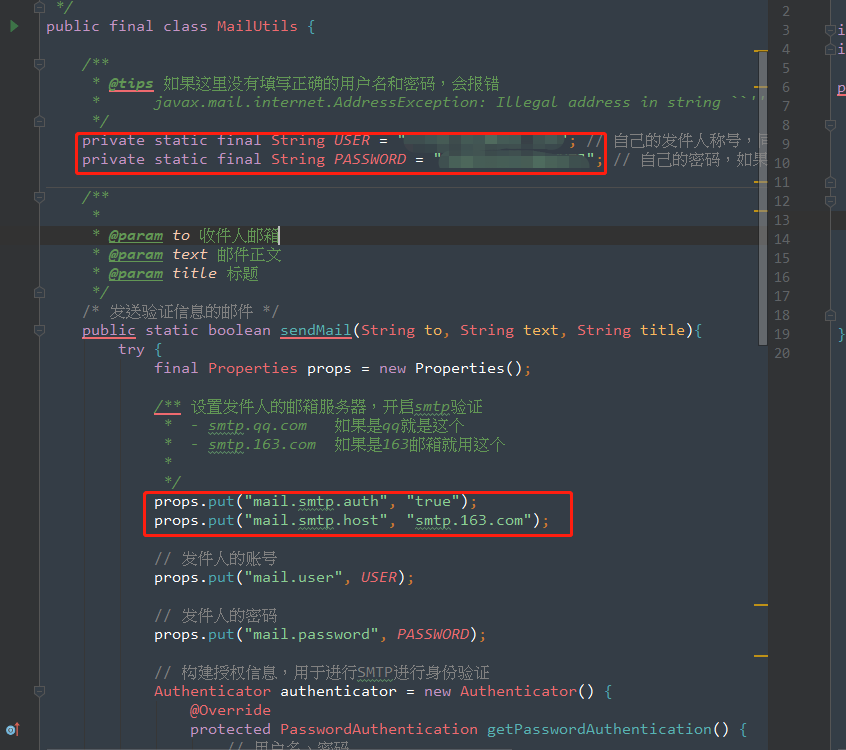 */
public final class MailUtils {
/**
* @tips 如果这里没有填写正确的用户名和密码，会报错
* javax.mail.internet.AddressException: Illegal address in string ``''
*/
private static final String USER = " "; // 自己的发件人称号，
private static final String PASSWORD = " "; // 自己的密码，如果
/**
*
* @param to 收件人邮箱
* @param text 邮件正文
* @param title 标题
*/
/* 发送验证信息的邮件 */
public static boolean sendMail(String to, String text, String title){
try {
final Properties props = new Properties();
/** 设置发件人的邮箱服务器，开启smtp验证
* - smtp.qq.com 如果是qq就是这个
* - smtp.163.com 如果是163邮箱就用这个
*
*/
props.put("mail.smtp.auth", "true");
props.put("mail.smtp.host", "smtp.163.com");
// 发件人的账号
props.put("mail.user", USER);
// 发件人的密码
props.put("mail.password", PASSWORD);
// 构建授权信息，用于进行SMTP进行身份验证
Authenticator authenticator = new Authenticator() {
@Override
protected PasswordAuthentication getPasswordAuthentication() {
// 用户名、密码
2
3
4
5
6
7
8
9
10
11
12
13
14
15
16
17
18
19
20
i
i
p
}